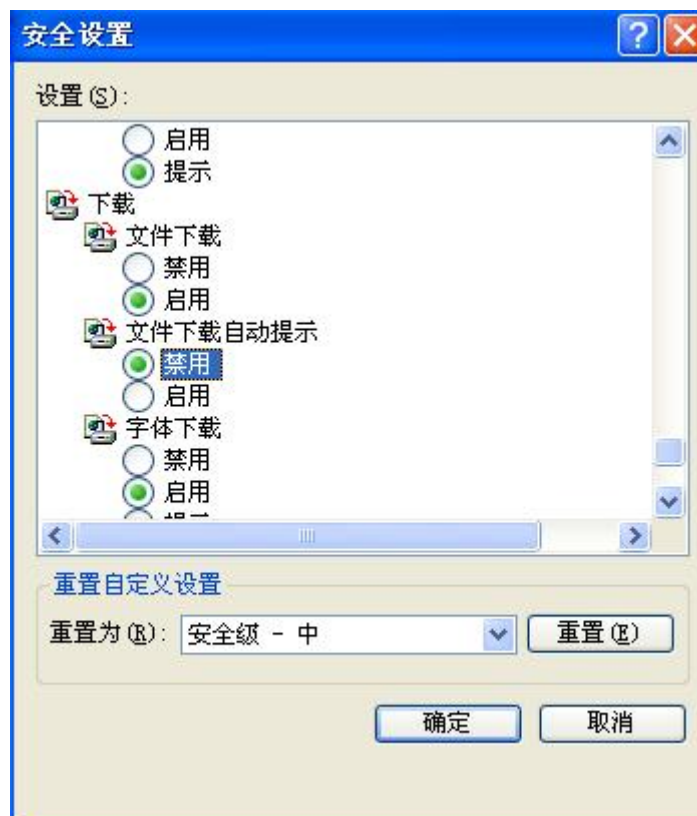 安全设置
设置(S):
启用
提示
下载
文件下载
禁用
启用
文件下载自动提示
禁用
启用
字体下载
禁用
启用
重置自定义设置
重置为(R): 安全级 - 中 重置(E)
确定 取消